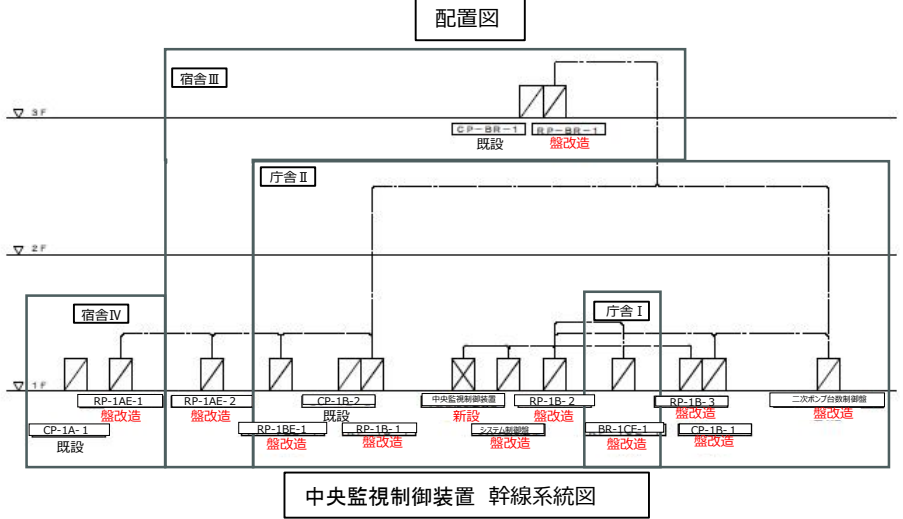 配置図
宿舎Ⅲ
3F
CP-BR-1
RP-BR-1
既設
盤改造
庁舎Ⅱ
2F
宿舎Ⅳ
庁舎Ⅰ
1F
RP-1AE-1
RP-1AE-2
CP-1B-2
中央監視制御装置
RP-1B-2
RP-1B-3
二次ポンプ台数制御盤
盤改造
盤改造
既設
新設
盤改造
盤改造
盤改造
CP-1A-1
RP-1BE-1
RP-1B-1
システム制御盤
BR-1CE-1
CP-1B-1
既設
盤改造
盤改造
盤改造
盤改造
盤改造
中央監視制御装置 幹線系統図